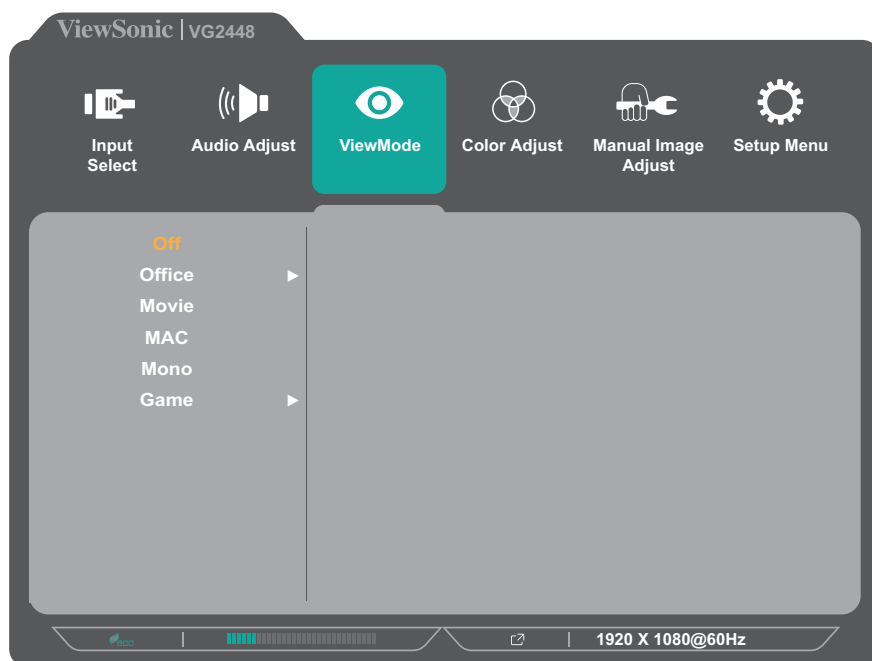 ViewSonic | VG2448
Input Select
Audio Adjust
ViewMode
Color Adjust
Manual Image Adjust
Setup Menu
Off
Office
Movie
MAC
Mono
Game
eco
1920 X 1080@60Hz